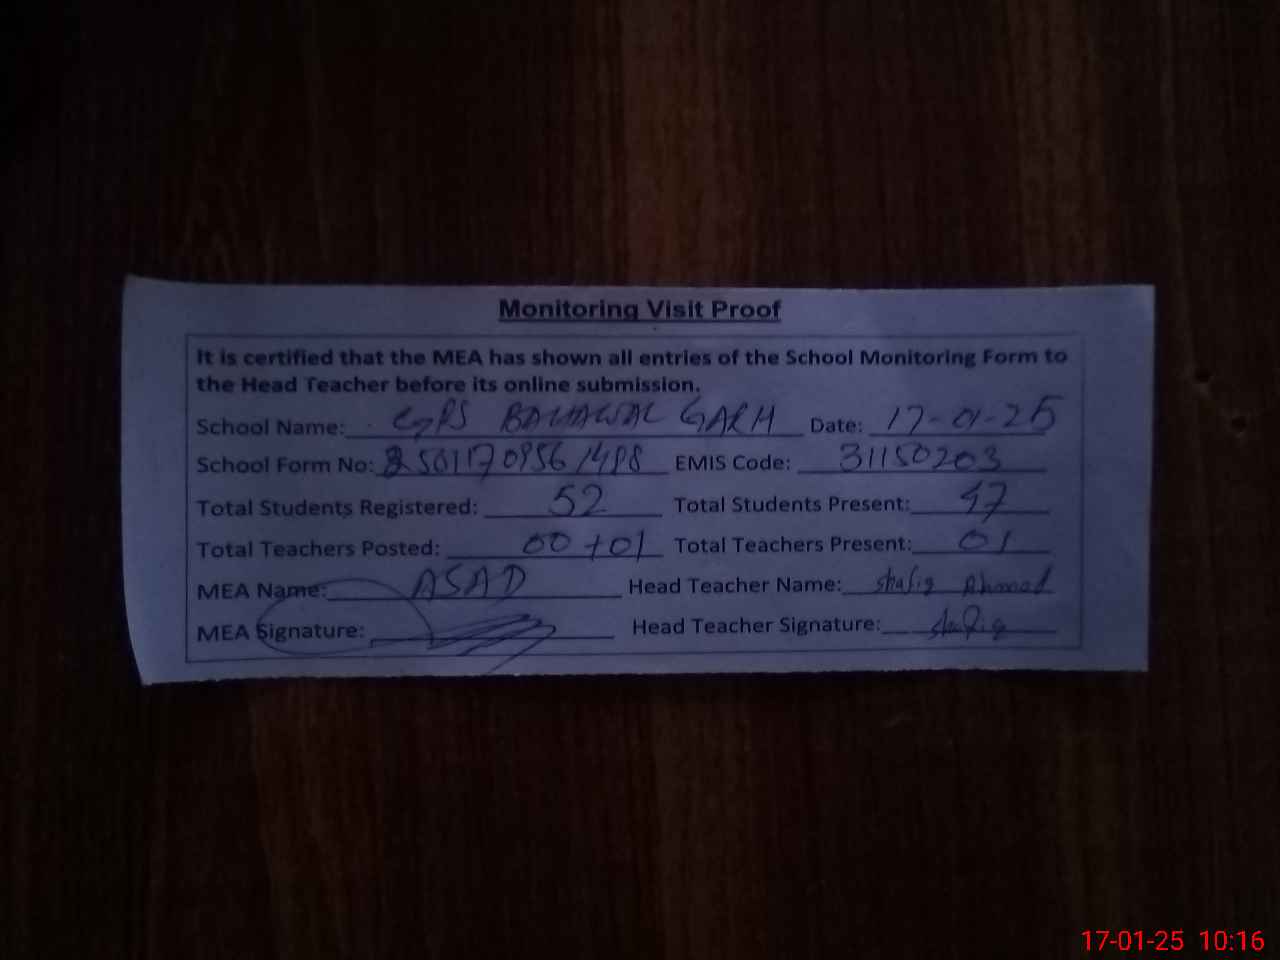 Monitoring Visit Proof
It is certified that the MEA has shown all entries of the School Monitoring Form to
the Head Teacher before its online submission.
School Name: GPS BAHAWAL GARH Date: 17-01-25
School Form No: EMIS Code: 31150203
Total Students Registered: 52 Total Students Present: 47
Total Teachers Posted: 00+01 Total Teachers Present: 01
MEA Name: ASAD Head Teacher Name: Shafiq Ahmad
MEA Signature: Head Teacher Signature: Shafiq
17-01-25 10:16